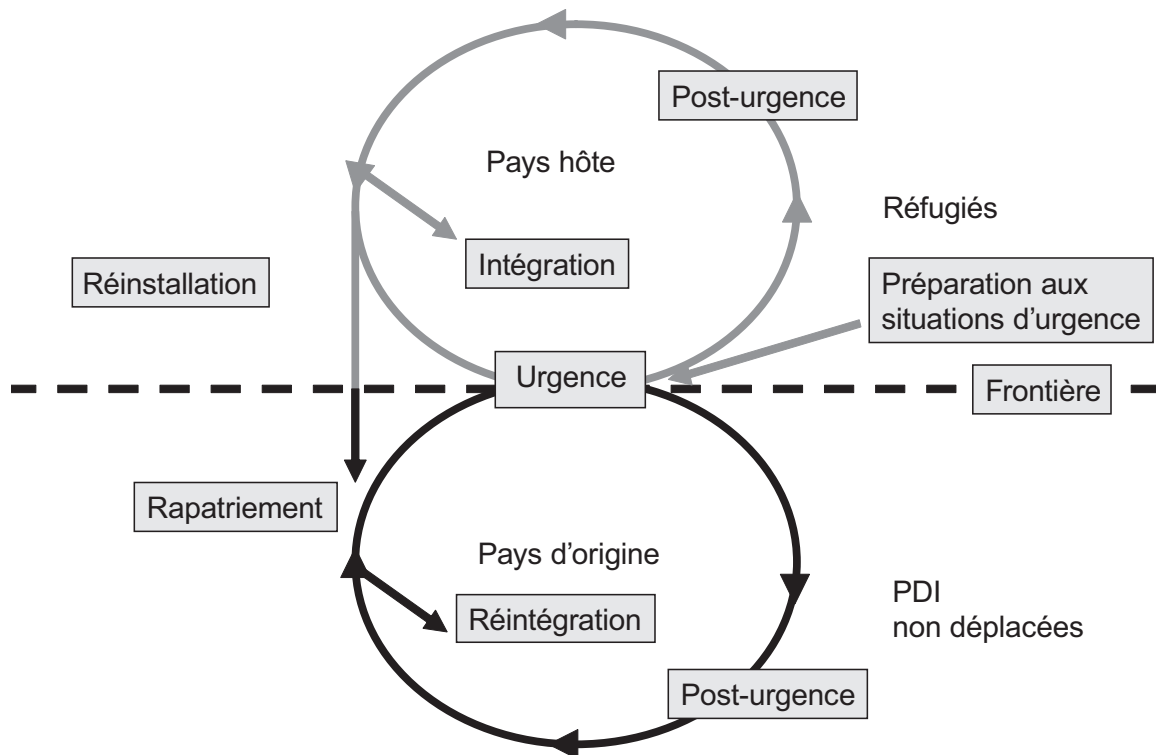 Post-urgence
Pays hôte
Réfugiés
Intégration
Réinstallation
Préparation aux
situations d’urgence
Urgence
Frontière
Rapatriement
Pays d’origine
Réintégration
PDI
non déplacées
Post-urgence